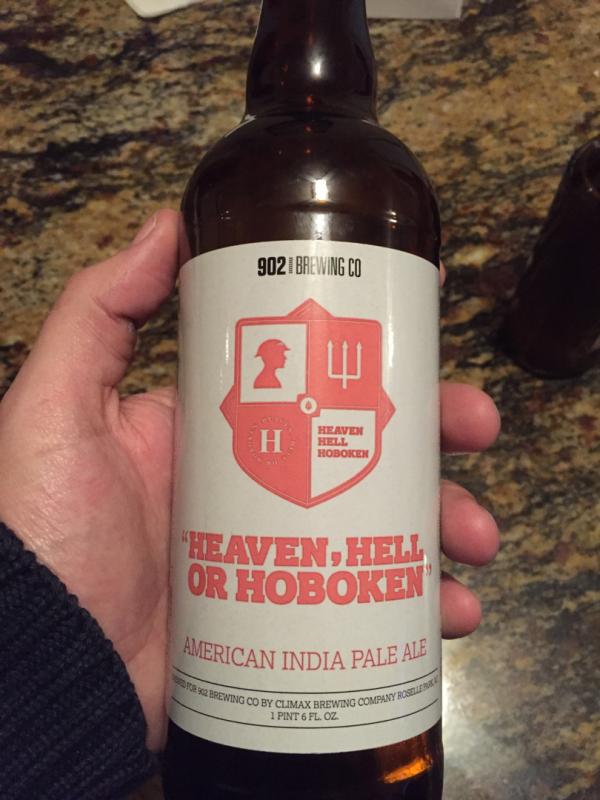 902 BREWING CO
HEAVEN
HELL
HOBOKEN
H
"HEAVEN, HELL
OR HOBOKEN"
AMERICAN INDIA PALE ALE
FOR 902 BREWING CO BY CLIMAX BREWING COMPANY ROSELLE PARK, NJ
1 PINT 6 FL. OZ.